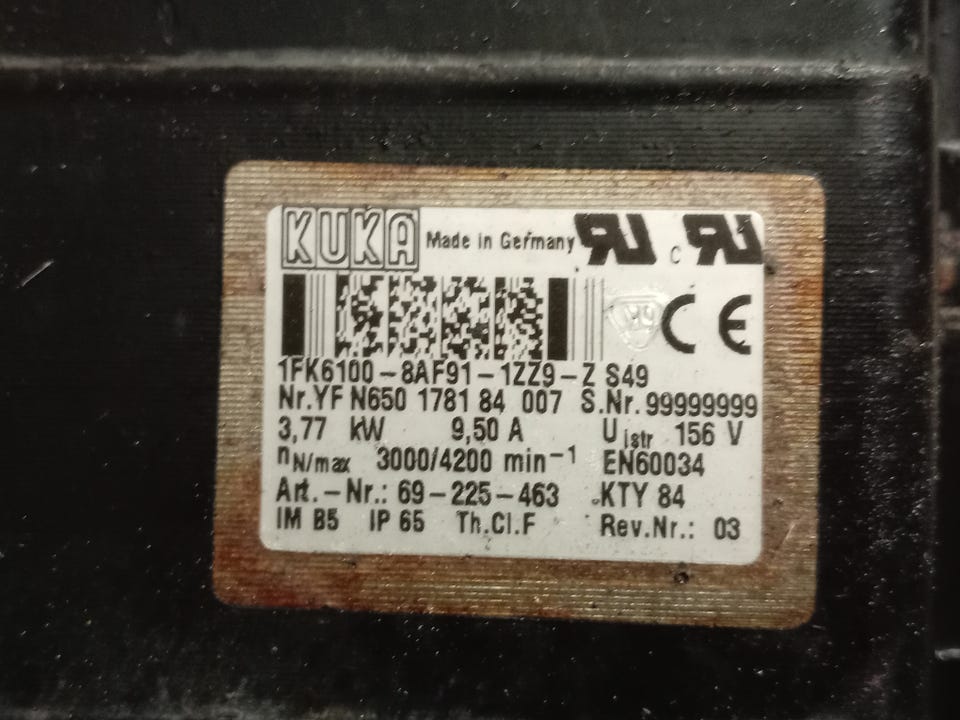 KUKA Made in Germany
1FK6100-8AF91-1ZZ9-Z S49
Nr.YF N650 1781 84 007 S.Nr. 99999999
3,77 kW 9,50 A U istr 156 V
nN/max 3000/4200 min-1 EN60034
Art.-Nr.: 69-225-463 KTY 84
IM B5 IP 65 Th.Cl.F Rev.Nr.: 03